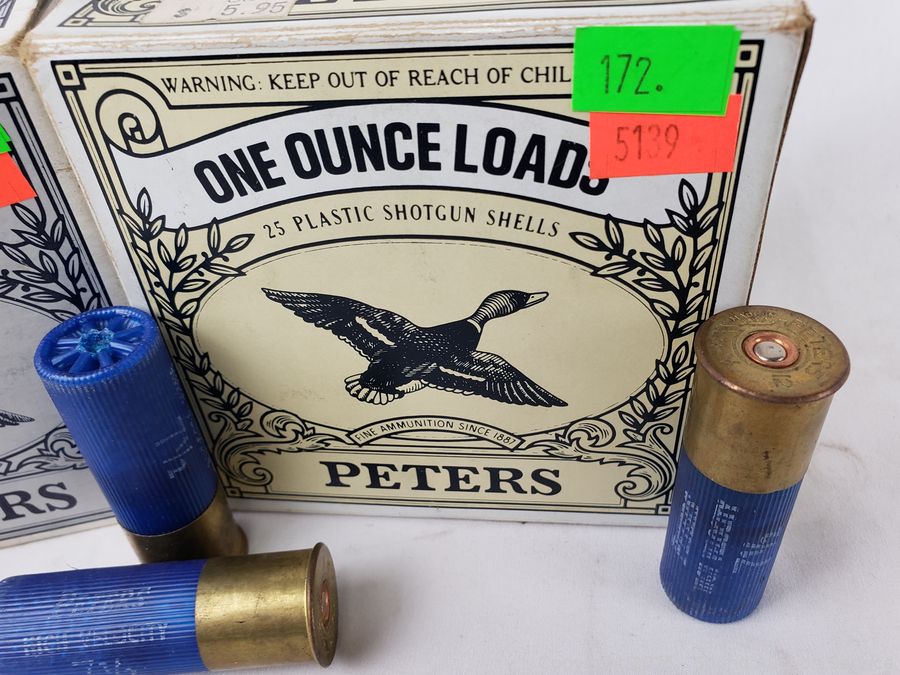 $ 5.95
WARNING: KEEP OUT OF REACH OF CHIL
172.
5139
ONE OUNCE LOADS
25 PLASTIC SHOTGUN SHELLS
FINE AMMUNITION SINCE 1887
PETERS
RS
HIGH VELOCITY